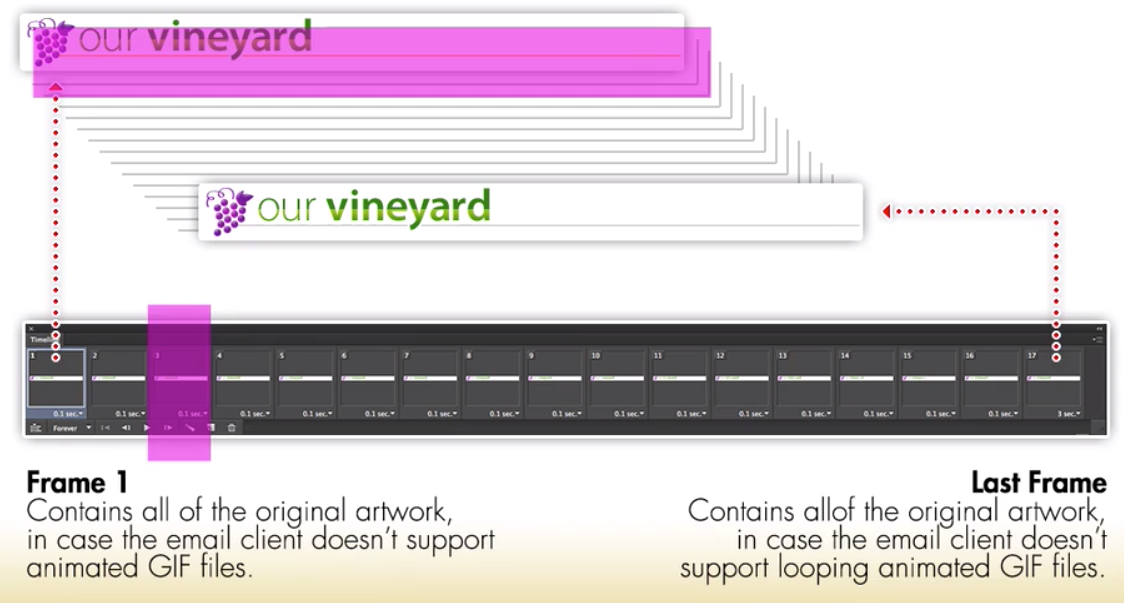 our vineyard
our vineyard
Timeline
1 2 3 4 5 6 7 8 9 10 11 12 13 14 15 16 17
0.1 sec. 0.1 sec. 0.1 sec. 0.1 sec. 0.1 sec. 0.1 sec. 0.1 sec. 0.1 sec. 0.1 sec. 0.1 sec. 0.1 sec. 0.1 sec. 0.1 sec. 0.1 sec. 0.1 sec. 0.1 sec. 3 sec.
Forever
Frame 1
Contains all of the original artwork,
in case the email client doesn't support
animated GIF files.
Last Frame
Contains allof the original artwork,
in case the email client doesn't
support looping animated GIF files.